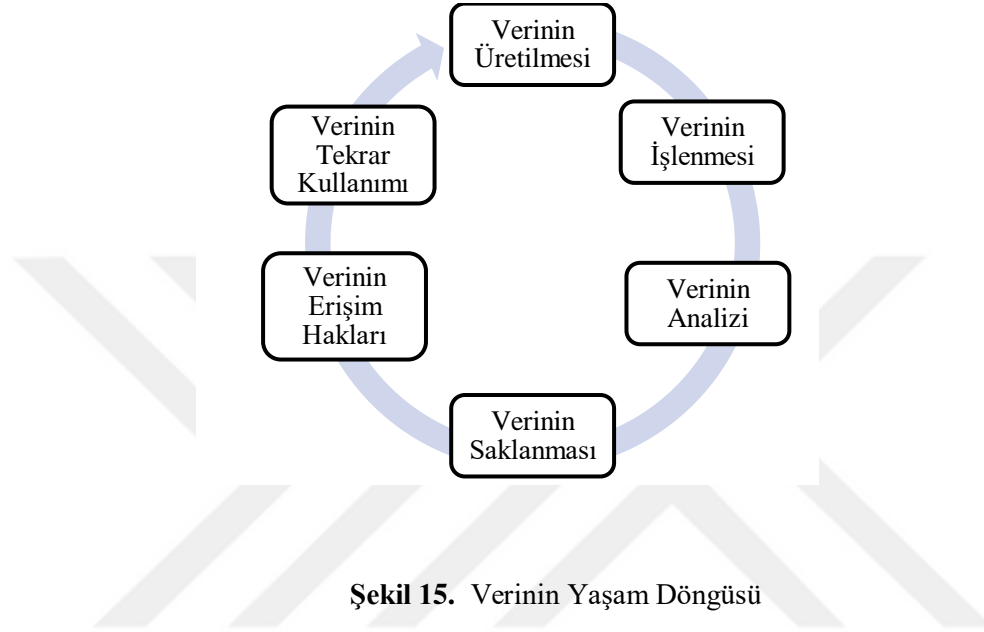 Verinin
Üretilmesi
Verinin
İşlenmesi
Verinin
Analizi
Verinin
Saklanması
Verinin
Erişim
Hakları
Verinin
Tekrar
Kullanımı
Şekil 15. Verinin Yaşam Döngüsü